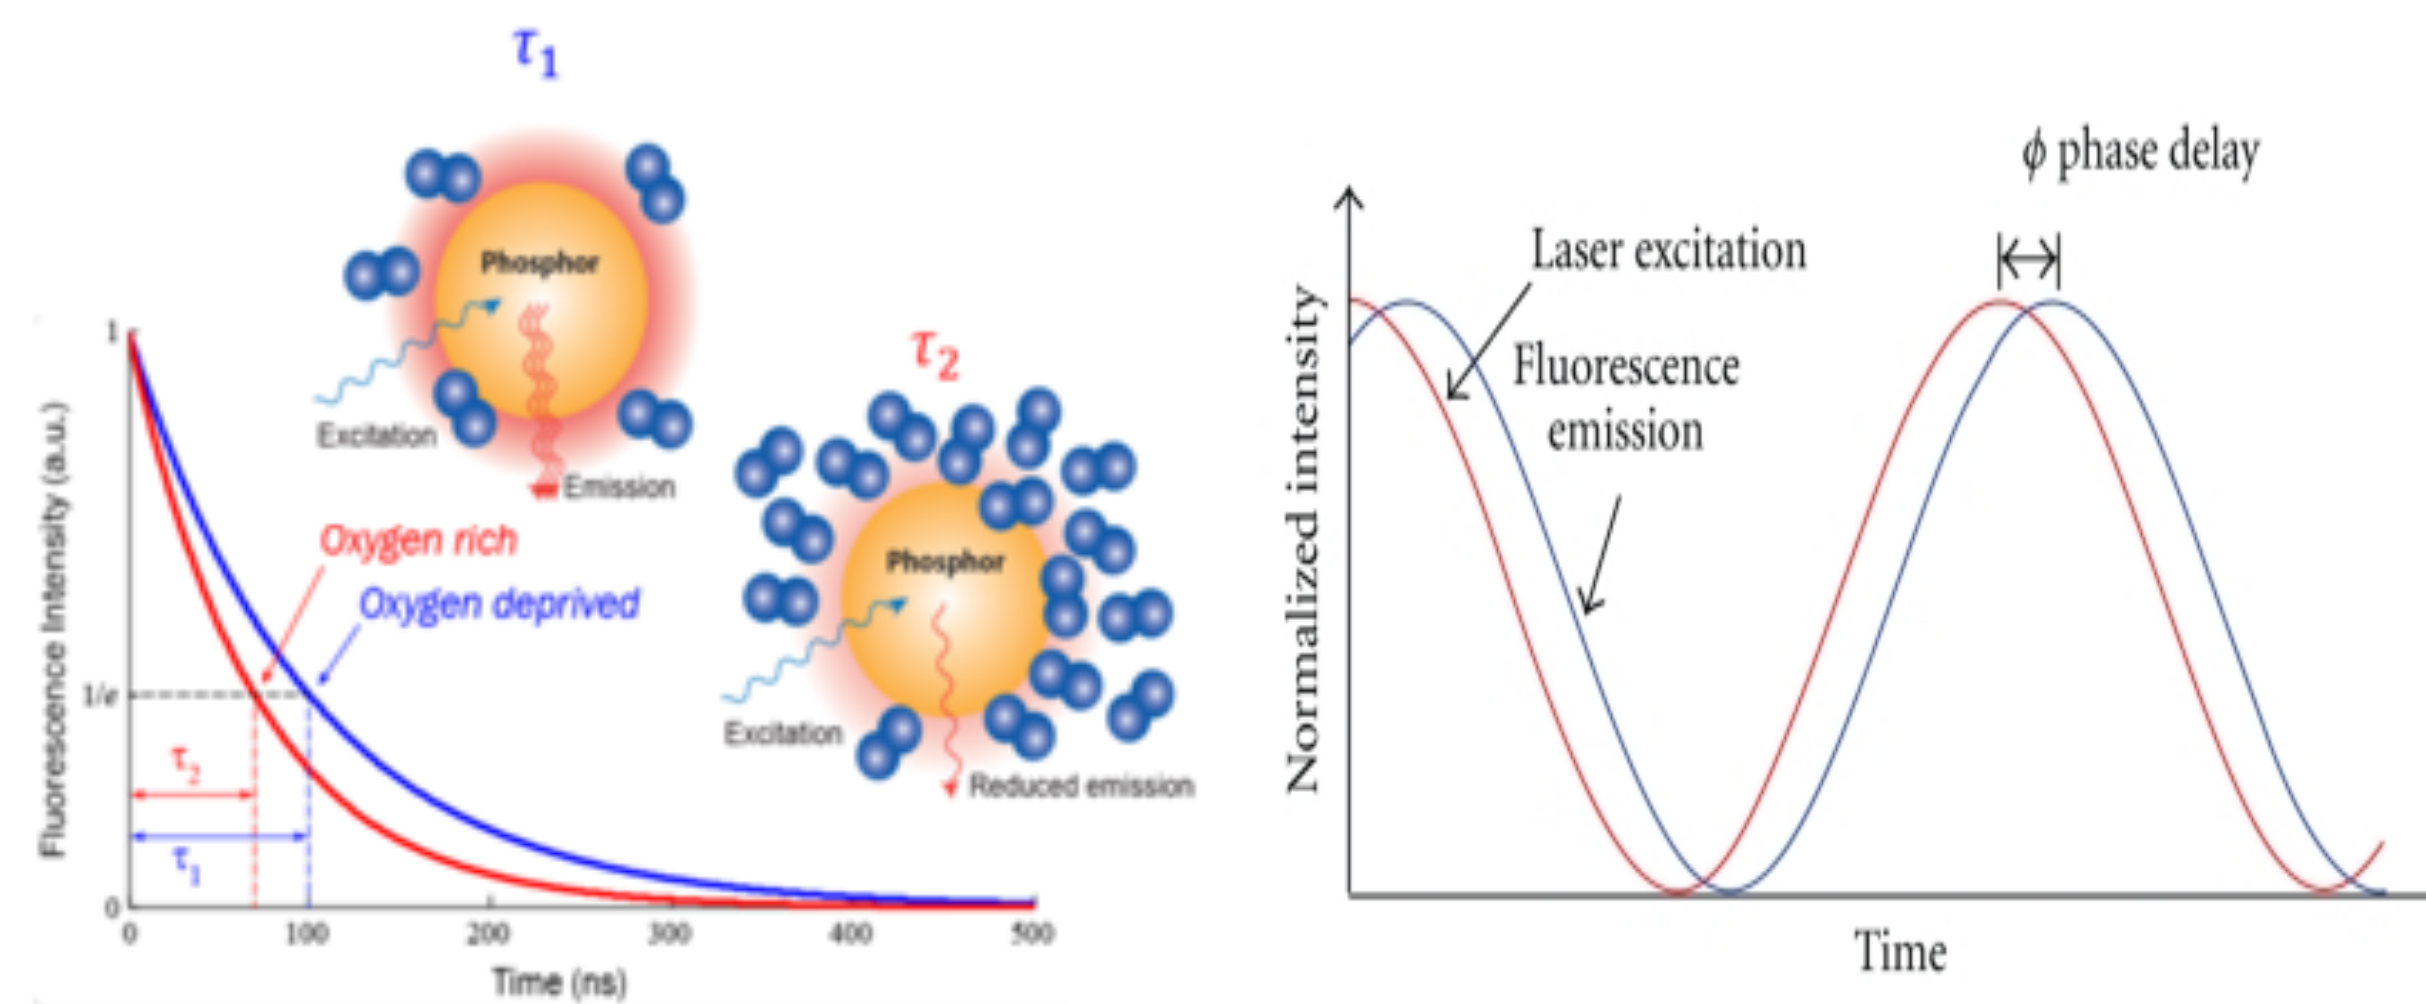 τ1
Phosphor
Excitation
Emission
τ2
Phosphor
Excitation
Reduced emission
Oxygen rich
Oxygen deprived
Fluorescence Intensity (a.u.)
1
1/e
0
τ2
τ1
0 100 200 300 400 500
Time (ns)
ϕ phase delay
Laser excitation
Fluorescence
emission
Normalized intensity
Time